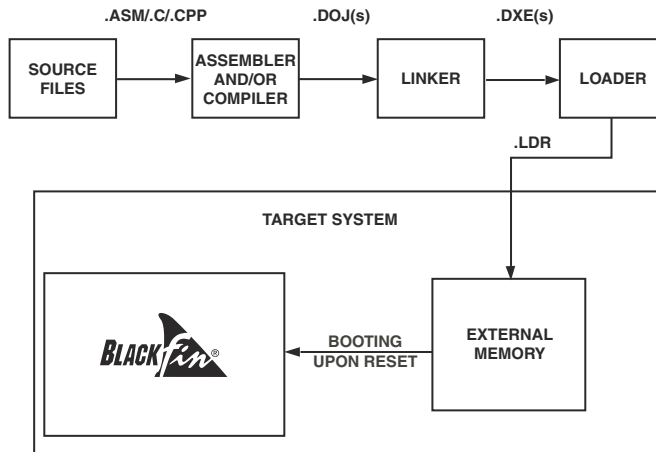 .ASM/.C/.CPP
.DOJ(s)
.DXE(s)
SOURCE
FILES
ASSEMBLER
AND/OR
COMPILER
LINKER
LOADER
.LDR
TARGET SYSTEM
BLACKfin®
BOOTING
UPON RESET
EXTERNAL
MEMORY